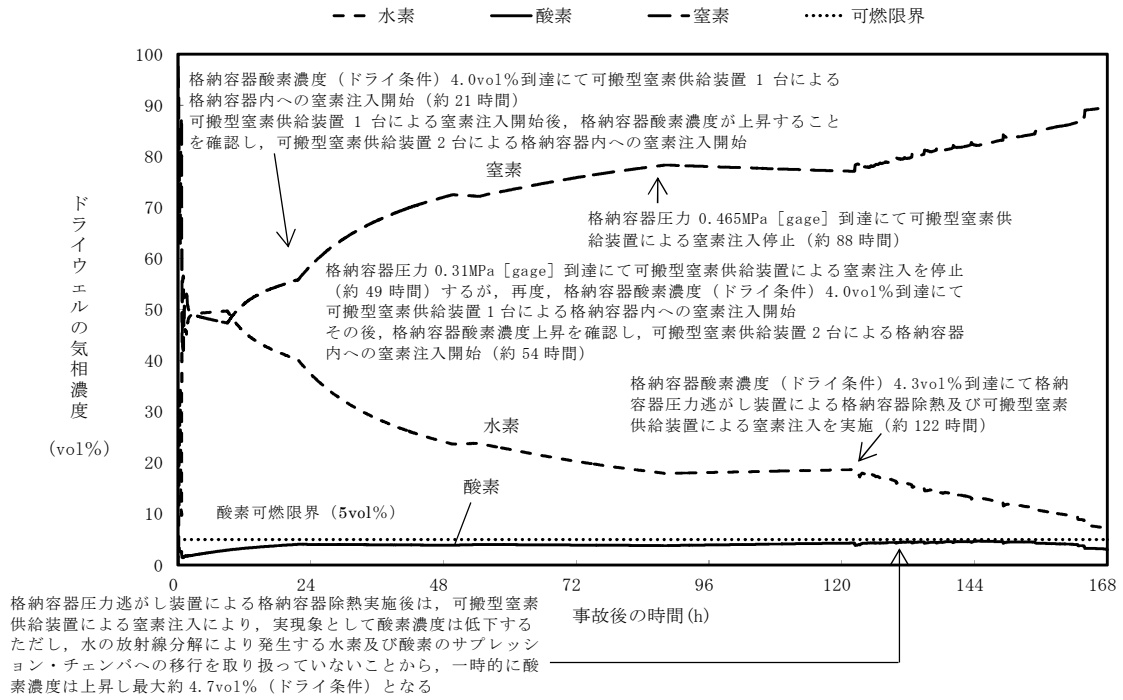 水素 酸素 窒素 可燃限界
100
90
80
70
60
50
40
30
20
10
0
ドライウェルの気相濃度
(vol%)
格納容器酸素濃度（ドライ条件）4.0vol%到達にて可搬型窒素供給装置 1 台による
格納容器内への窒素注入開始（約 21 時間）
可搬型窒素供給装置 1 台による窒素注入開始後，格納容器酸素濃度が上昇すること
を確認し，可搬型窒素供給装置 2 台による格納容器内への窒素注入開始
窒素
格納容器圧力 0.465MPa［gage］到達にて可搬型窒素供
給装置による窒素注入停止（約 88 時間）
格納容器圧力 0.31MPa［gage］到達にて可搬型窒素供給装置による窒素注入を停止
（約 49 時間）するが，再度，格納容器酸素濃度（ドライ条件）4.0vol%到達にて
可搬型窒素供給装置 1 台による格納容器内への窒素注入開始
その後，格納容器酸素濃度上昇を確認し，可搬型窒素供給装置 2 台による格納容器
内への窒素注入開始（約 54 時間）
格納容器酸素濃度（ドライ条件）4.3vol%到達にて格納
容器圧力逃がし装置による格納容器除熱及び可搬型窒素
供給装置による窒素注入を実施（約 122 時間）
水素
酸素
酸素可燃限界（5vol%）
0 24 48 72 96 120 144 168
事故後の時間(h)
格納容器圧力逃がし装置による格納容器除熱実施後は，可搬型窒素
供給装置による窒素注入により，実現象として酸素濃度は低下する
ただし，水の放射線分解により発生する水素及び酸素のサプレッシ
ョン・チェンバへの移行を取り扱っていないことから，一時的に酸
素濃度は上昇し最大約 4.7vol%（ドライ条件）となる